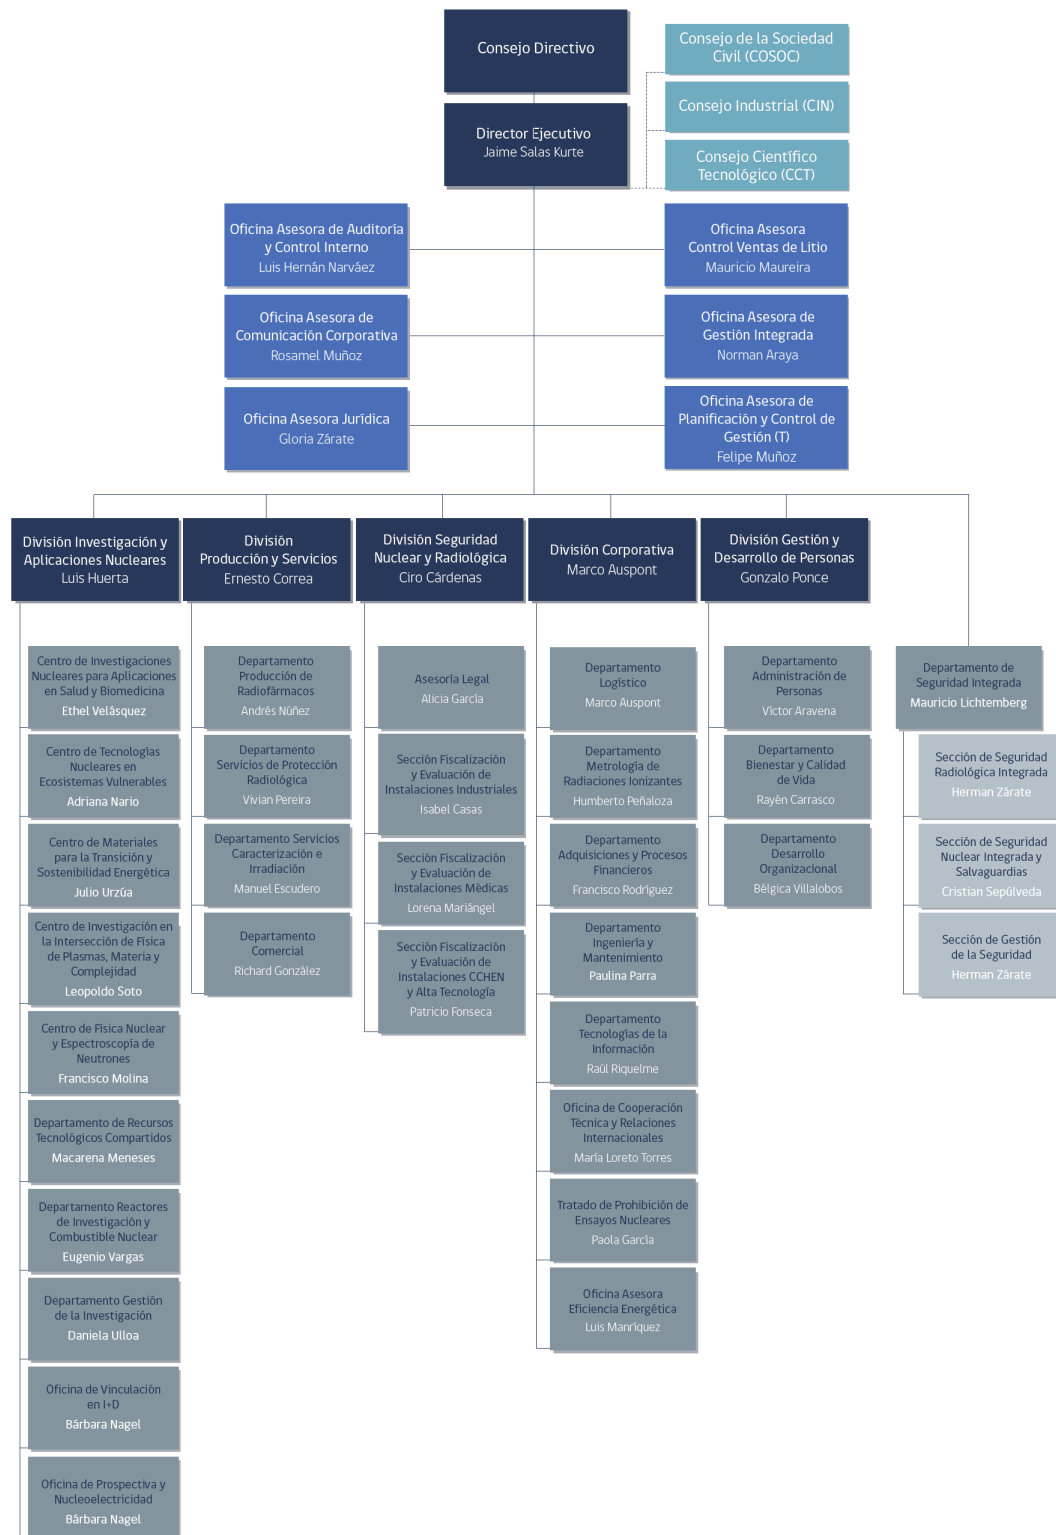 Consejo Directivo
Director Ejecutivo
Jaime Salas Kurte
Consejo de la Sociedad
Civil (COSOC)
Consejo Industrial (CIN)
Consejo Científico
Tecnológico (CCT)
Oficina Asesora de Auditoría
y Control Interno
Luis Hernán Narváez
Oficina Asesora
Control Ventas de Litio
Mauricio Maureira
Oficina Asesora de
Comunicación Corporativa
Rosamel Muñoz
Oficina Asesora de
Gestión Integrada
Norman Araya
Oficina Asesora Jurídica
Gloria Zárate
Oficina Asesora de
Planificación y Control de
Gestión (T)
Felipe Muñoz
División Investigación y
Aplicaciones Nucleares
Luis Huerta
Centro de Investigaciones
Nucleares para Aplicaciones
en Salud y Biomedicina
Ethel Velásquez
Centro de Tecnologías
Nucleares en
Ecosistemas Vulnerables
Adriana Nario
Centro de Materiales
para la Transición y
Sostenibilidad Energética
Julio Urzúa
Centro de Investigación en
la Intersección de Física
de Plasmas, Materia y
Complejidad
Leopoldo Soto
Centro de Física Nuclear
y Espectroscopía de
Neutrones
Francisco Molina
Departamento de Recursos
Tecnológicos Compartidos
Macarena Meneses
Departamento Reactores
de Investigación y
Combustible Nuclear
Eugenio Vargas
Departamento Gestión
de la Investigación
Daniela Ulloa
Oficina de Vinculación
en I+D
Bárbara Nagel
Oficina de Prospectiva y
Nucleoelectricidad
Bárbara Nagel
División
Producción y Servicios
Ernesto Correa
Departamento
Producción de
Radiofármacos
Andrés Núñez
Departamento
Servicios de Protección
Radiológica
Vivian Pereira
Departamento Servicios
Caracterización e
Irradiación
Manuel Escudero
Departamento
Comercial
Richard González
División Seguridad
Nuclear y Radiológica
Ciro Cárdenas
Asesoría Legal
Alicia García
Sección Fiscalización
y Evaluación de
Instalaciones Industriales
Isabel Casas
Sección Fiscalización
y Evaluación de
Instalaciones Médicas
Lorena Mariángel
Sección Fiscalización
y Evaluación de
Instalaciones CCHEN
y Alta Tecnología
Patricio Fonseca
División Corporativa
Marco Auspont
Departamento
Logístico
Marco Auspont
Departamento
Metrología de
Radiaciones Ionizantes
Humberto Peñaloza
Departamento
Adquisiciones y Procesos
Financieros
Francisco Rodríguez
Departamento
Ingeniería y
Mantenimiento
Paulina Parra
Departamento
Tecnologías de la
Información
Raúl Riquelme
Oficina de Cooperación
Técnica y Relaciones
Internacionales
María Loreto Torres
Tratado de Prohibición de
Ensayos Nucleares
Paola García
Oficina Asesora
Eficiencia Energética
Luis Manríquez
División Gestión y
Desarrollo de Personas
Gonzalo Ponce
Departamento
Administración de
Personas
Víctor Aravena
Departamento
Bienestar y Calidad
de Vida
Rayén Carrasco
Departamento
Desarrollo
Organizacional
Bélgica Villalobos
Departamento de
Seguridad Integrada
Mauricio Lichtemberg
Sección de Seguridad
Radiológica Integrada
Herman Zárate
Sección de Seguridad
Nuclear Integrada y
Salvaguardias
Cristian Sepúlveda
Sección de Gestión
de la Seguridad
Herman Zárate